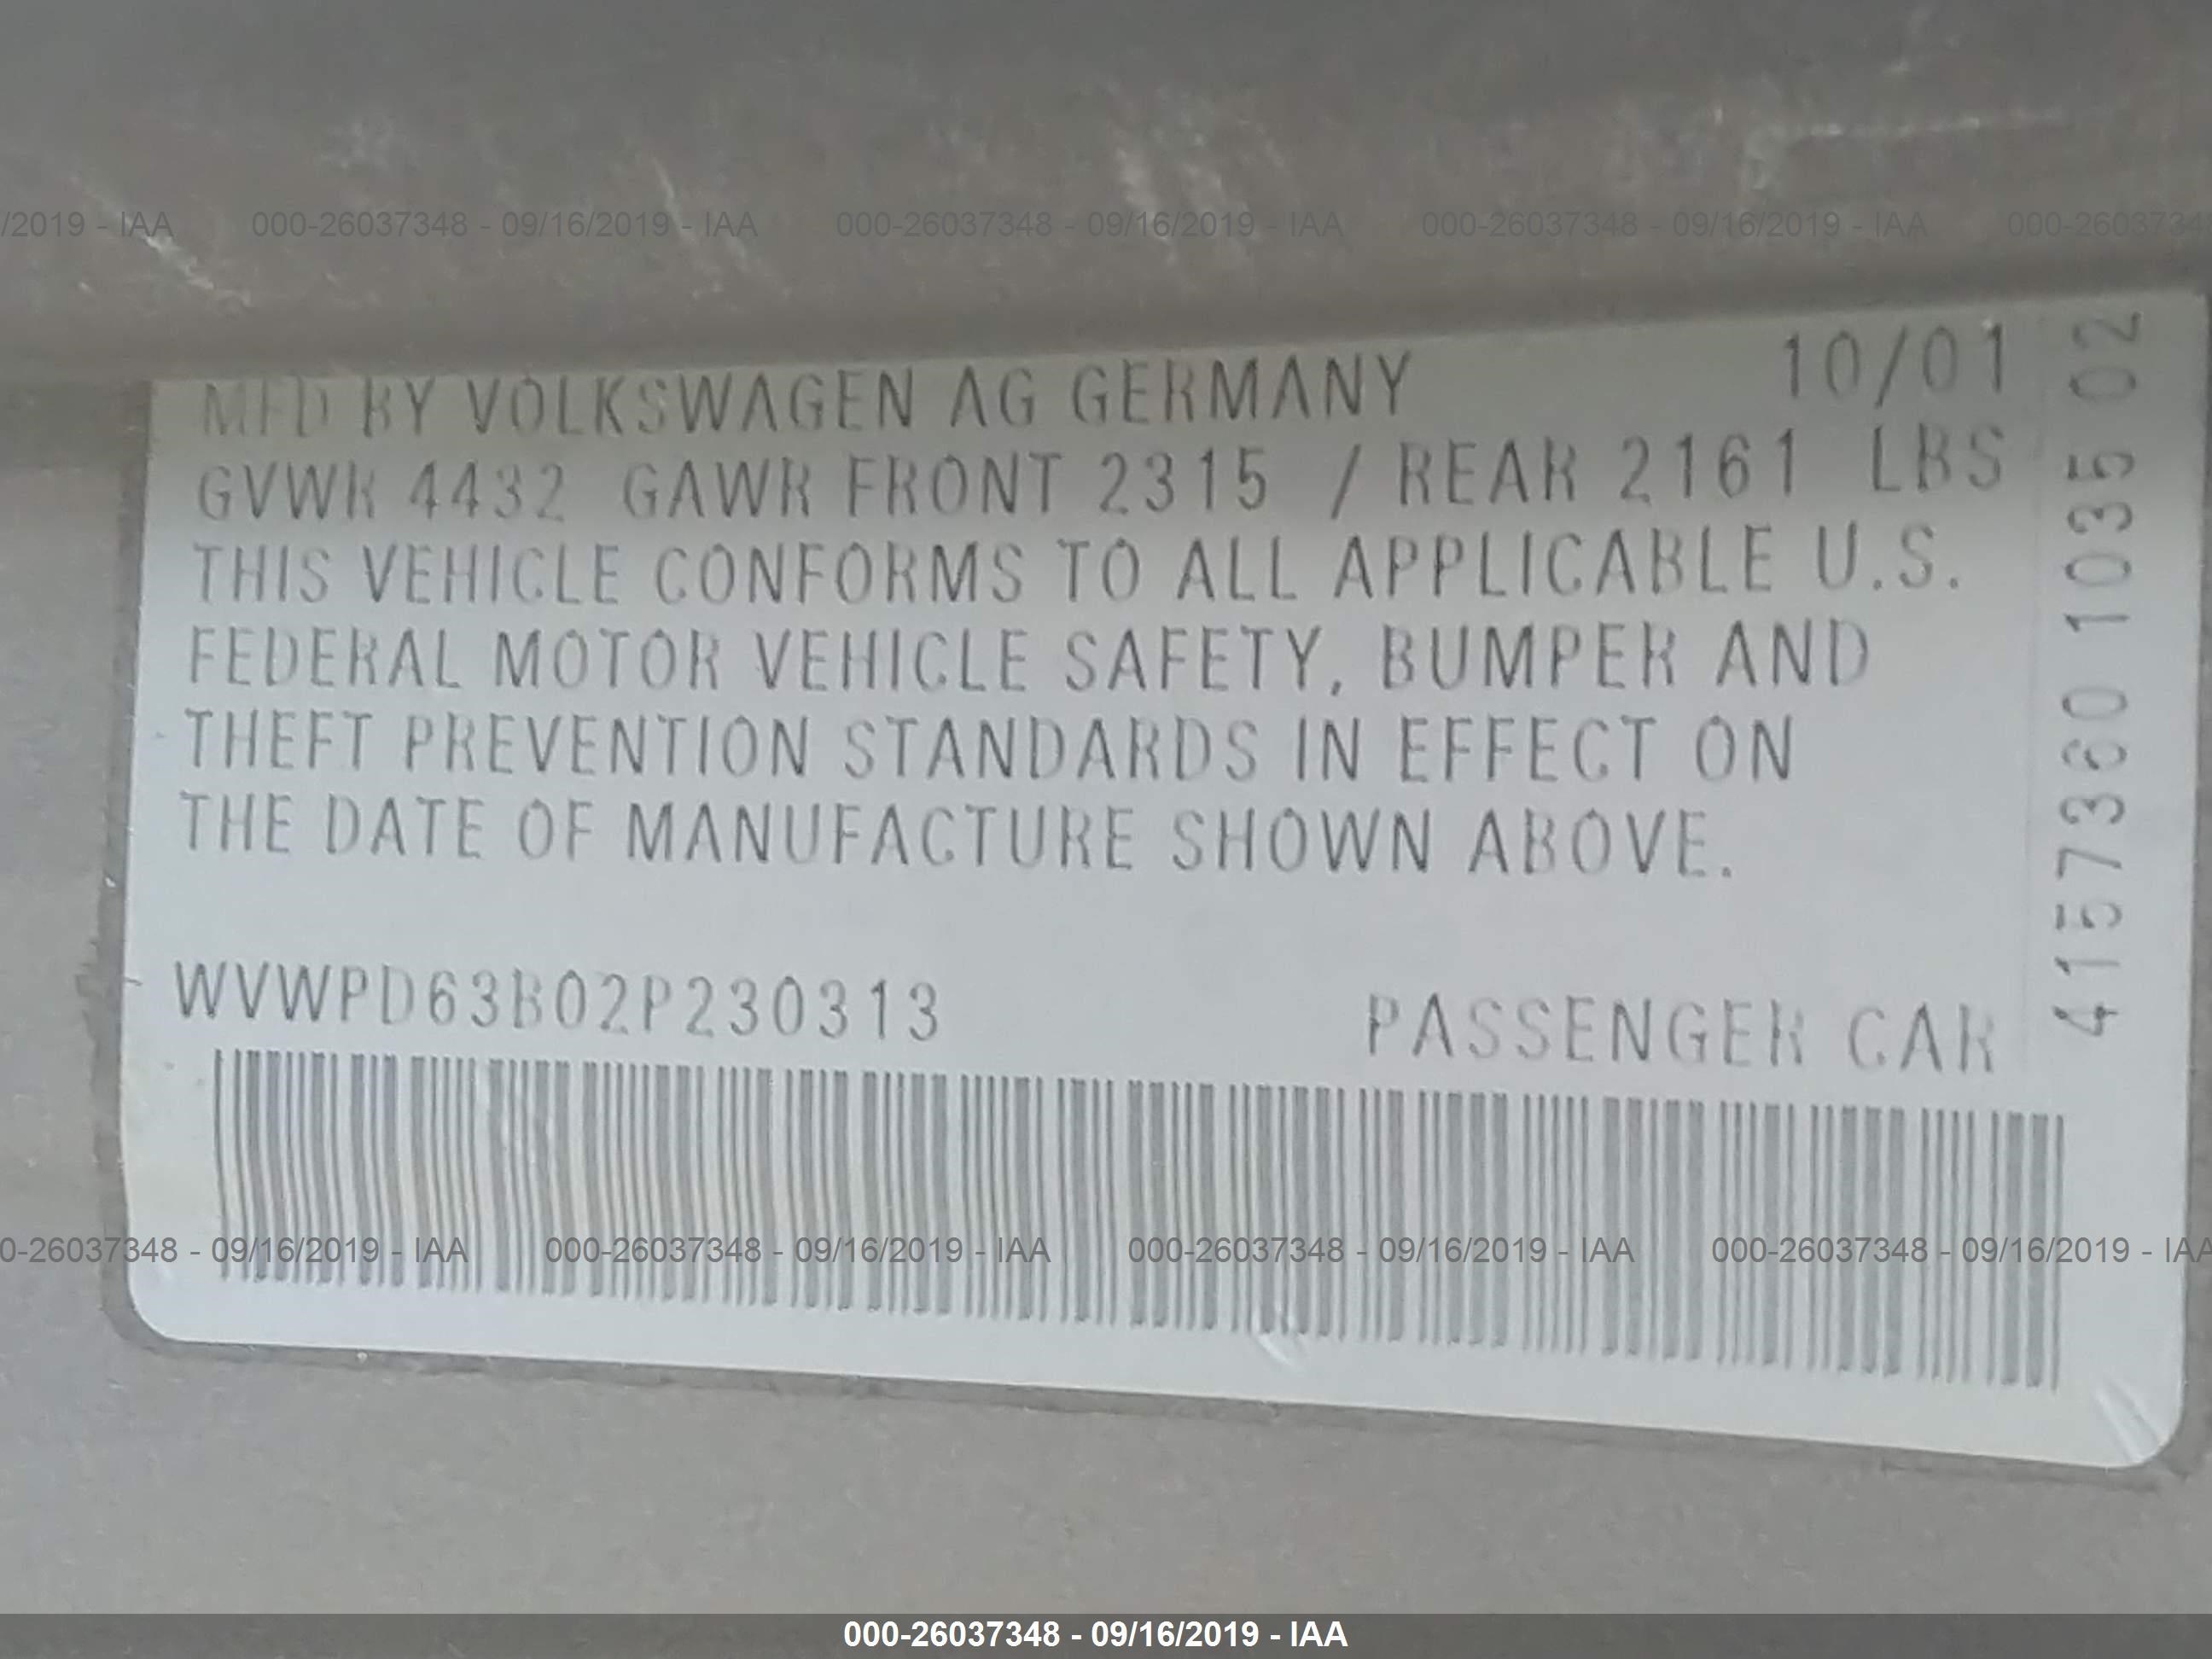 /2019 - IAA 000-26037348 - 09/16/2019 - IAA 000-26037348 - 09/16/2019 - IAA 000-26037348 - 09/16/2019 - IAA 000-2603734
MFD BY VOLKSWAGEN AG GERMANY 10/01
GVWR 4432 GAWR FRONT 2315 / REAR 2161 LBS
THIS VEHICLE CONFORMS TO ALL APPLICABLE U.S.
FEDERAL MOTOR VEHICLE SAFETY, BUMPER AND
THEFT PREVENTION STANDARDS IN EFFECT ON
THE DATE OF MANUFACTURE SHOWN ABOVE.
WVWPD63B02P230313 PASSENGER CAR
4157360 1035 02
0-26037348 - 09/16/2019 - IAA 000-26037348 - 09/16/2019 - IAA 000-26037348 - 09/16/2019 - IAA 000-26037348 - 09/16/2019 - IAA
000-26037348 - 09/16/2019 - IAA